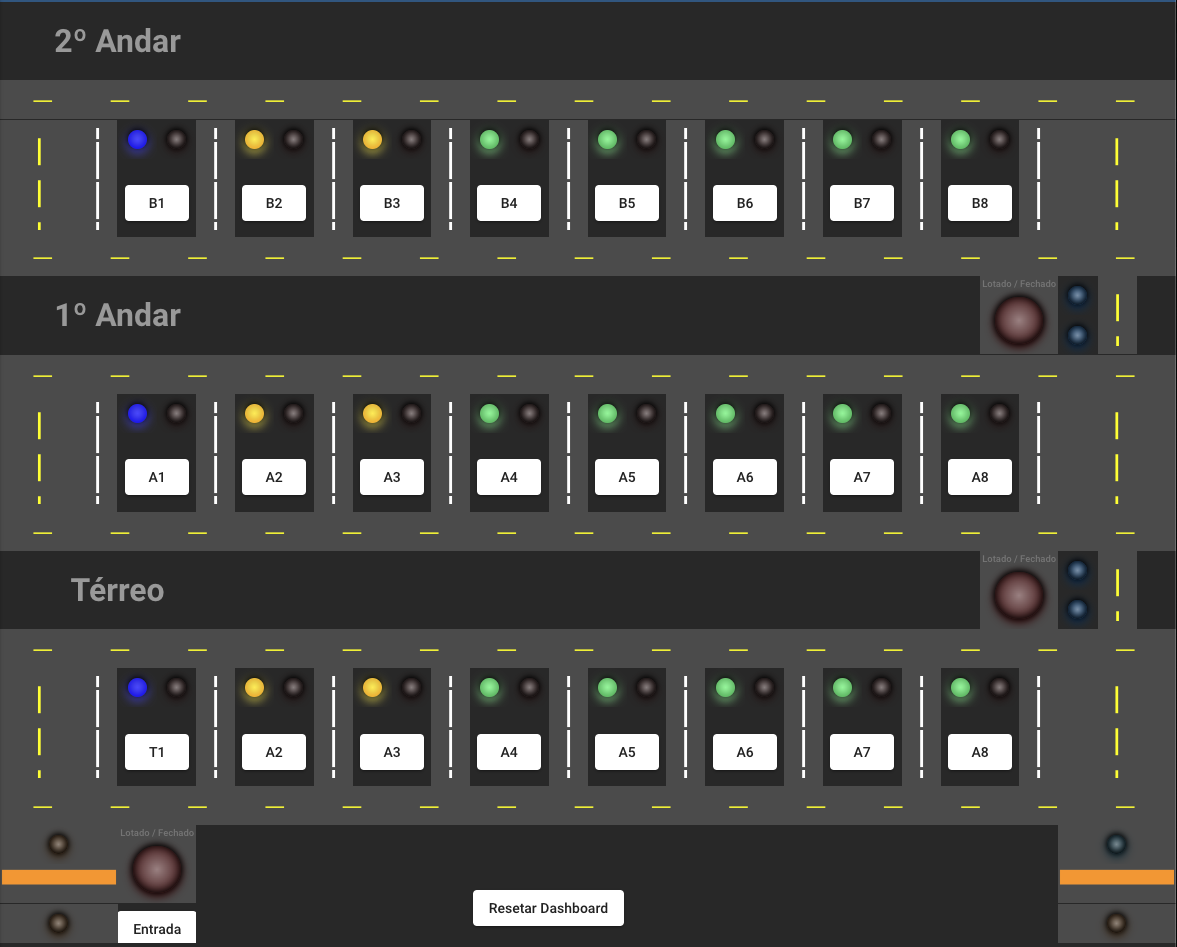 2º Andar
B1 B2 B3 B4 B5 B6 B7 B8
Lotado / Fechado
1º Andar
A1 A2 A3 A4 A5 A6 A7 A8
Lotado / Fechado
Térreo
T1 A2 A3 A4 A5 A6 A7 A8
Lotado / Fechado
Resetar Dashboard
Entrada